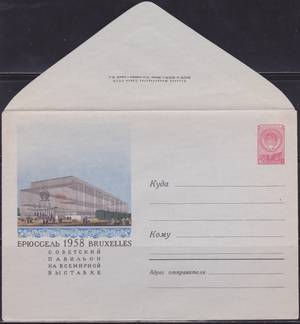 Куда
Кому
Адрес отправителя:
БРЮССЕЛЬ 1958 BRUXELLES
СОВЕТСКИЙ
ПАВИЛЬОН
НА ВСЕМИРНОЙ
ВЫСТАВКЕ